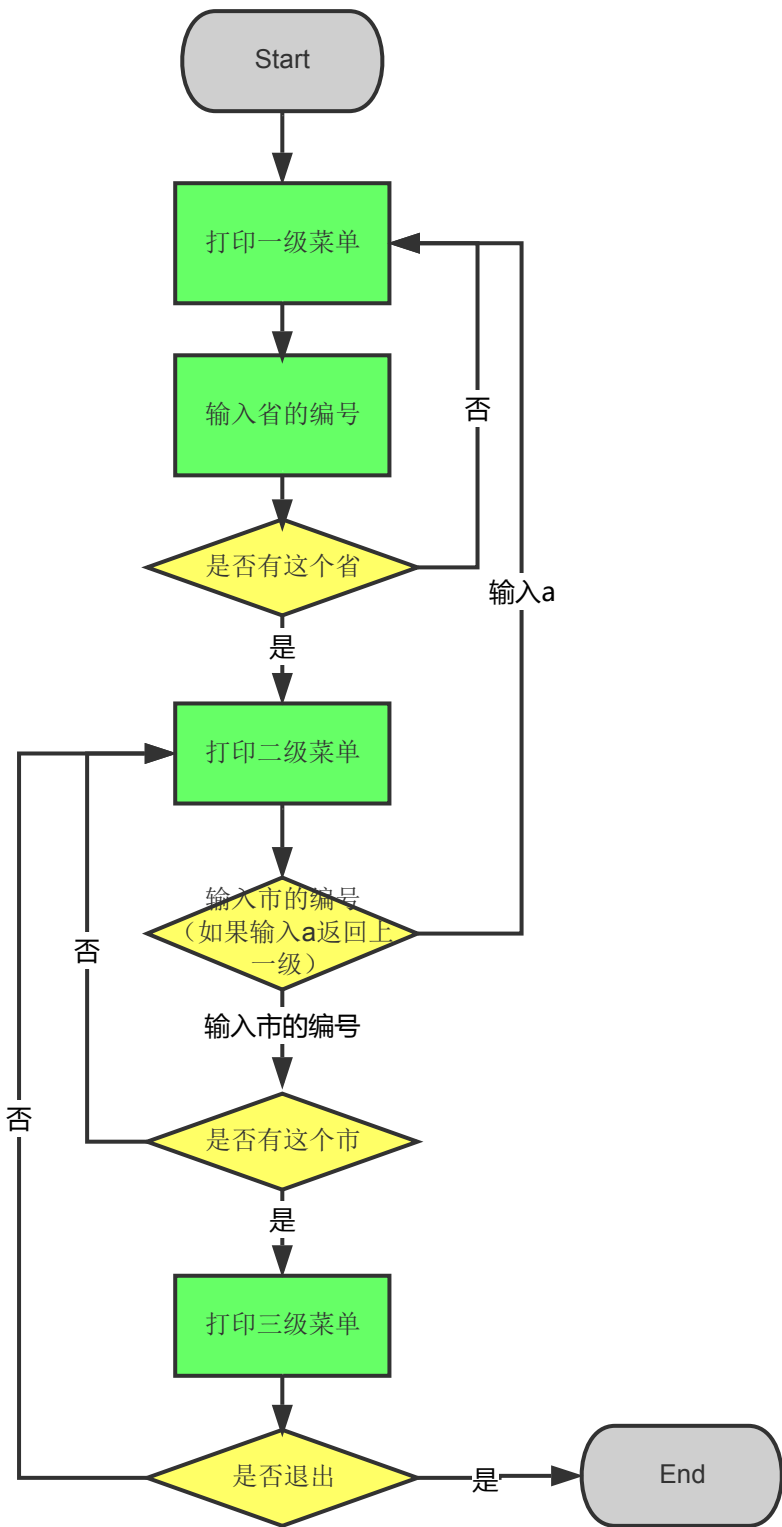 Start
打印一级菜单
输入省的编号
否
是否有这个省
输入a
是
打印二级菜单
输入市的编号
（如果输入a返回上
一级）
否
输入市的编号
否
是否有这个市
是
打印三级菜单
是否退出
是
End